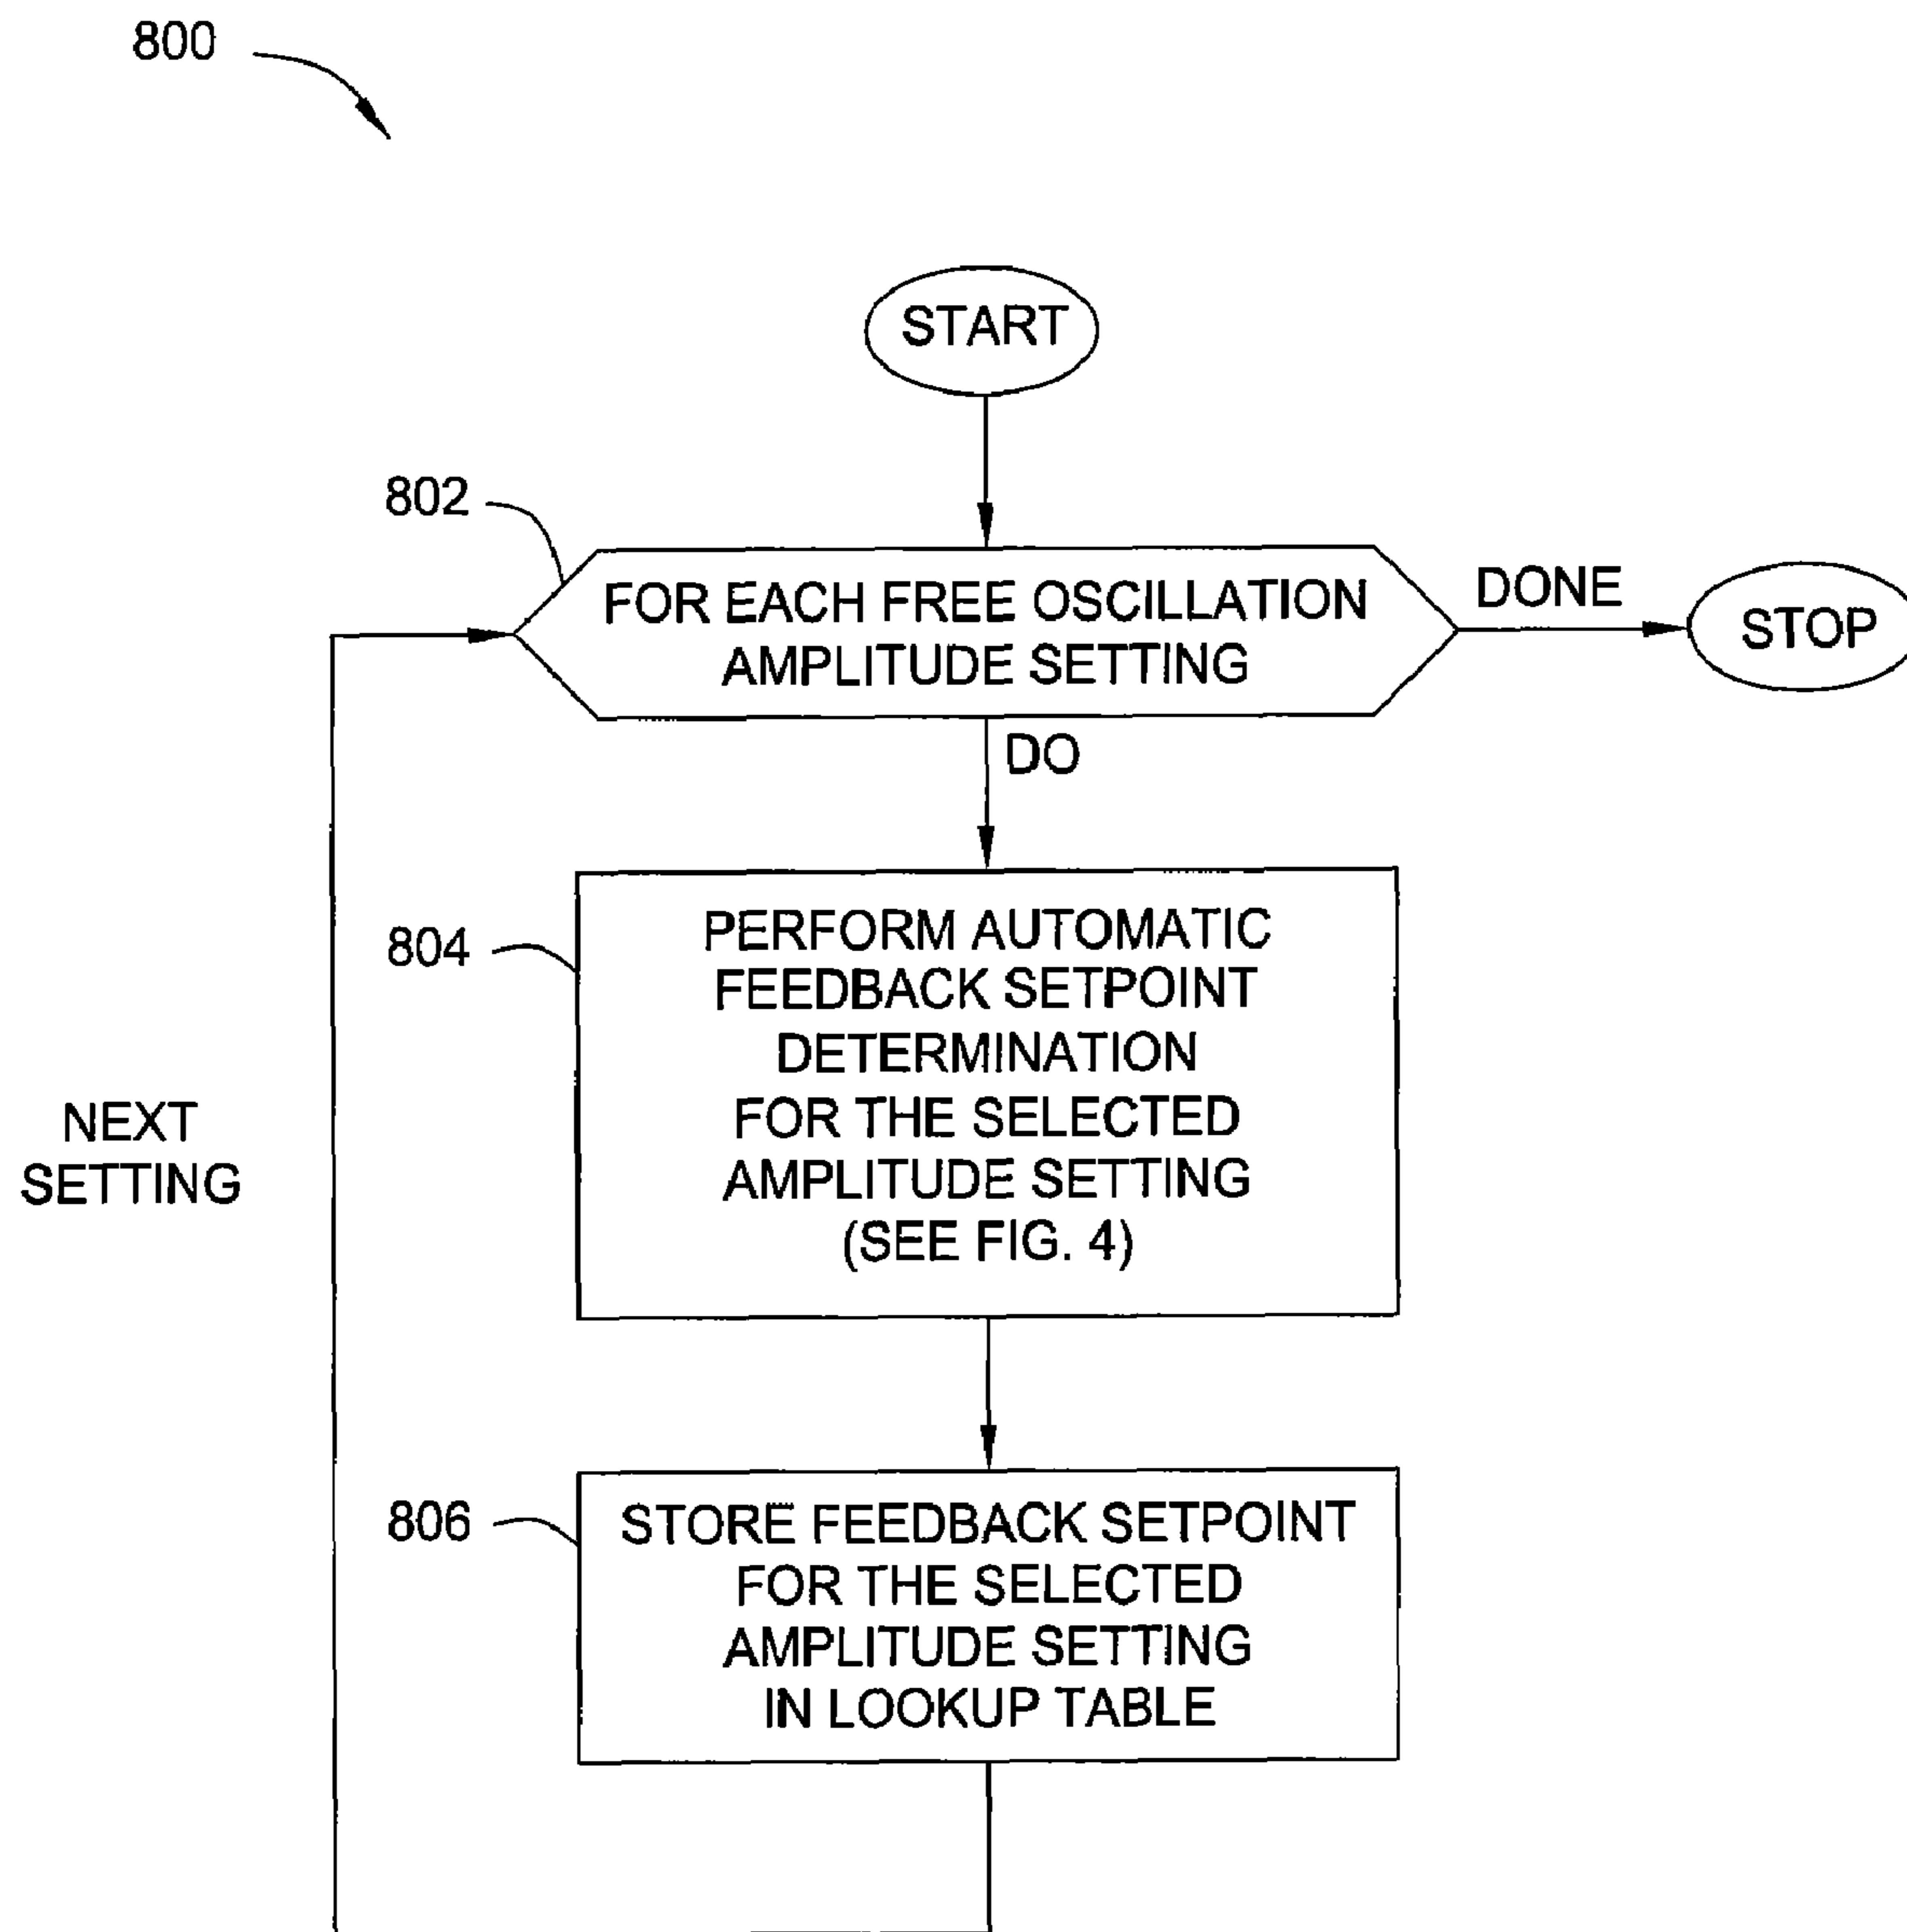 800
START
802
FOR EACH FREE OSCILLATION
AMPLITUDE SETTING
DONE
STOP
DO
804
PERFORM AUTOMATIC
FEEDBACK SETPOINT
DETERMINATION
FOR THE SELECTED
AMPLITUDE SETTING
(SEE FIG. 4)
NEXT
SETTING
806
STORE FEEDBACK SETPOINT
FOR THE SELECTED
AMPLITUDE SETTING
IN LOOKUP TABLE